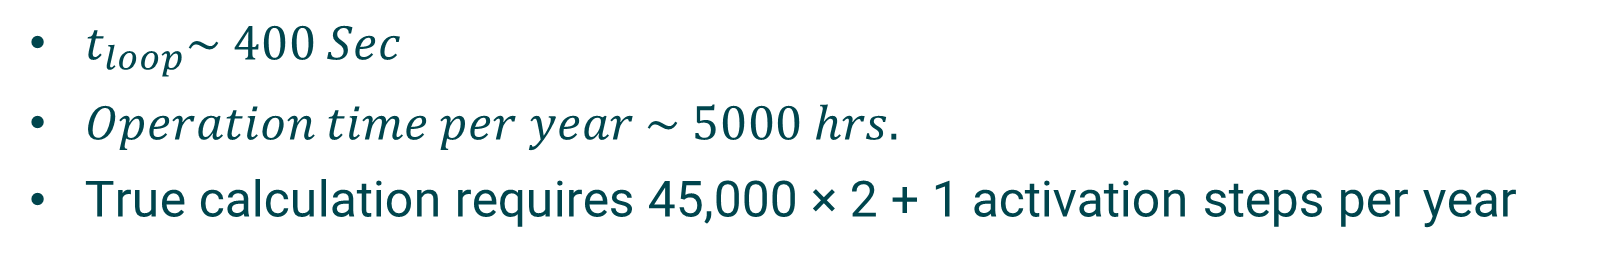 • t_loop ~ 400 Sec
• Operation time per year ~ 5000 hrs.
• True calculation requires 45,000 × 2 + 1 activation steps per year